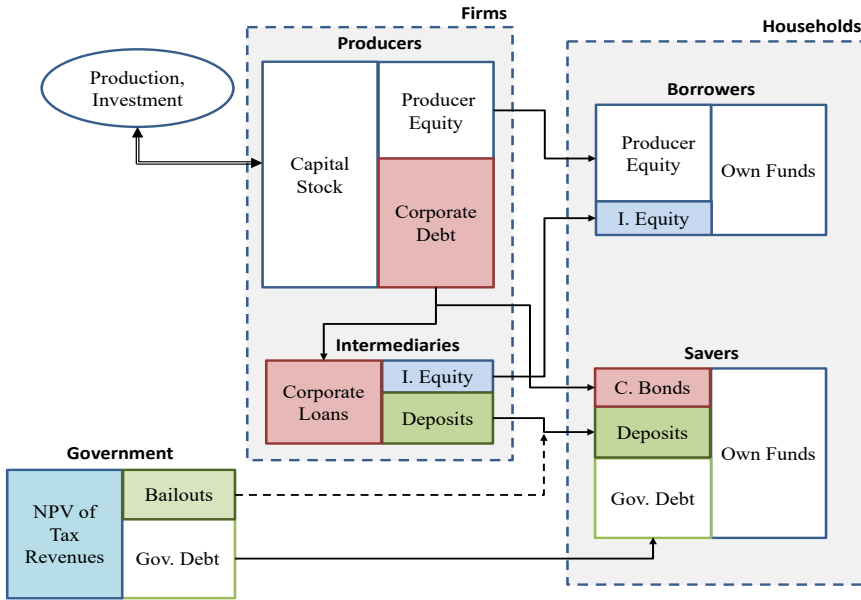 Firms
Households
Producers
Production,
Investment
Capital
Stock
Producer
Equity
Corporate
Debt
Borrowers
Producer
Equity
I. Equity
Own Funds
Intermediaries
Corporate
Loans
I. Equity
Deposits
Savers
C. Bonds
Deposits
Gov. Debt
Own Funds
Government
NPV of
Tax
Revenues
Bailouts
Gov. Debt